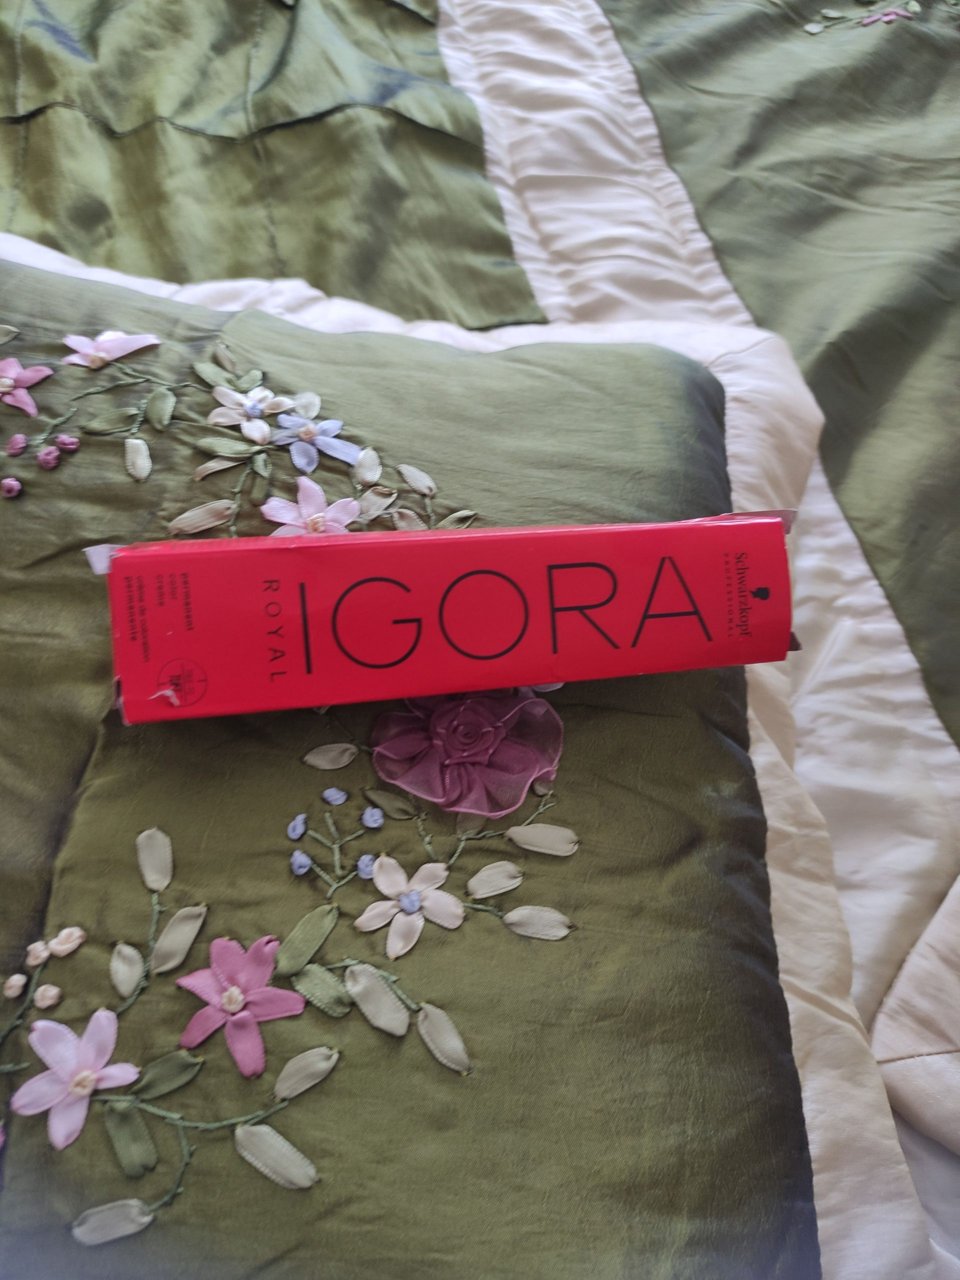 IGORA
ROYAL
permanent
color
creme
crème de coloration
permanente
Schwarzkopf
PROFESSIONAL